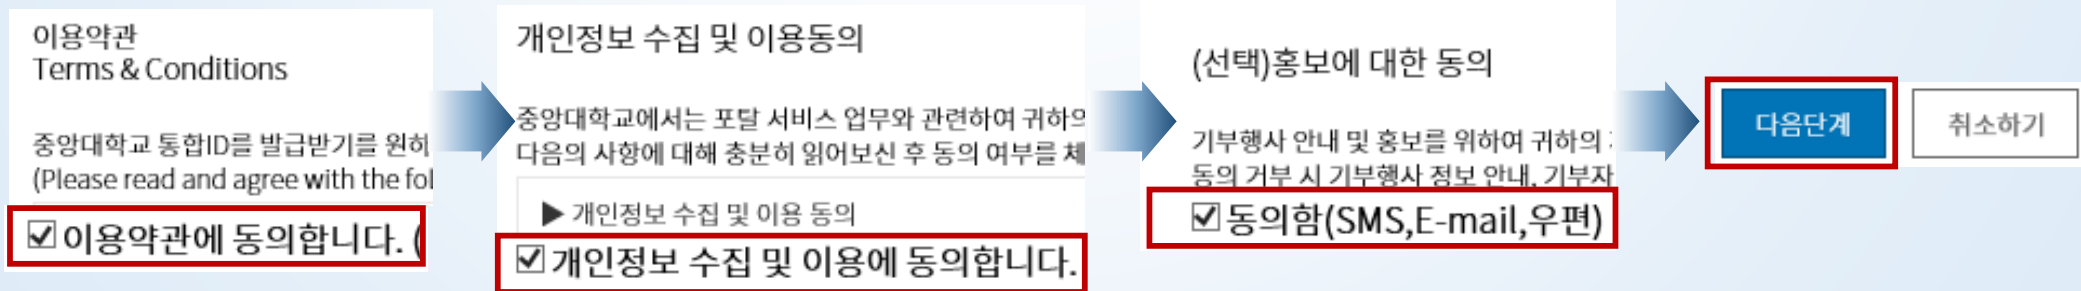 이용약관
Terms & Conditions
중앙대학교 통합ID를 발급받기를 원하
(Please read and agree with the fol
이용약관에 동의합니다. (
개인정보 수집 및 이용동의
중앙대학교에서는 포탈 서비스 업무와 관련하여 귀하의
다음의 사항에 대해 충분히 읽어보신 후 동의 여부를 체
▶ 개인정보 수집 및 이용 동의
개인정보 수집 및 이용에 동의합니다.
(선택)홍보에 대한 동의
기부행사 안내 및 홍보를 위하여 귀하의
동의 거부 시 기부행사 정보 안내, 기부자
동의함(SMS,E-mail,우편)
다음단계
취소하기